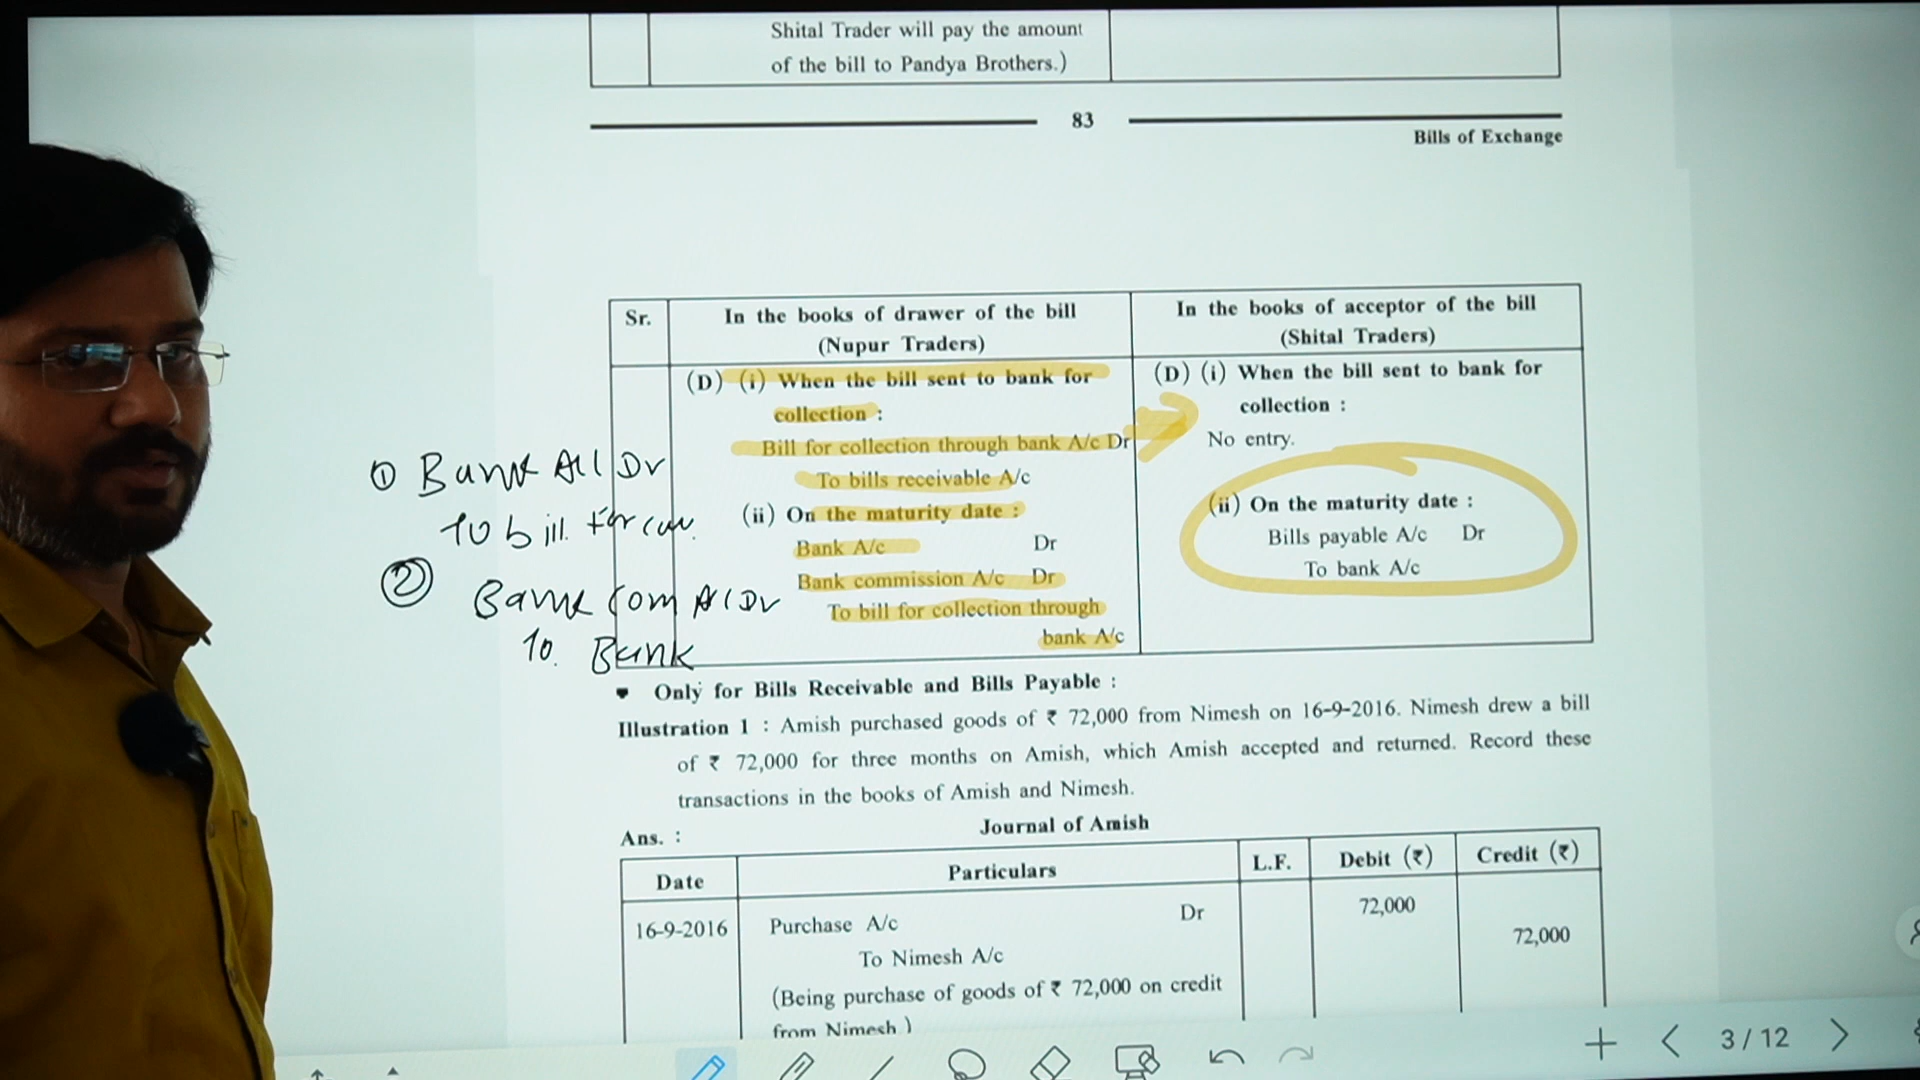 Shital Trader will pay the amount
of the bill to Pandya Brothers.)
83
Bills of Exchange
Sr.
In the books of drawer of the bill
(Nupur Traders)
In the books of acceptor of the bill
(Shital Traders)
(D) (i) When the bill sent to bank for
collection :
Bill for collection through bank A/c Dr
To bills receivable A/c
(ii) On the maturity date :
Bank A/c Dr
Bank commission A/c Dr
To bill for collection through
bank A/c
(D) (i) When the bill sent to bank for
collection :
No entry.
(ii) On the maturity date :
Bills payable A/c Dr
To bank A/c
① Bank A/c Dr
To bill. For
② Bank Com A/c Dr
To. Bank
Only for Bills Receivable and Bills Payable :
Illustration 1 : Amish purchased goods of ₹ 72,000 from Nimesh on 16-9-2016. Nimesh drew a bill
of ₹ 72,000 for three months on Amish, which Amish accepted and returned. Record these
transactions in the books of Amish and Nimesh.
Ans. :
Journal of Amish
Date Particulars L.F. Debit (₹) Credit (₹)
16-9-2016 Purchase A/c Dr 72,000
To Nimesh A/c 72,000
(Being purchase of goods of ₹ 72,000 on credit
from Nimesh )
3 / 12